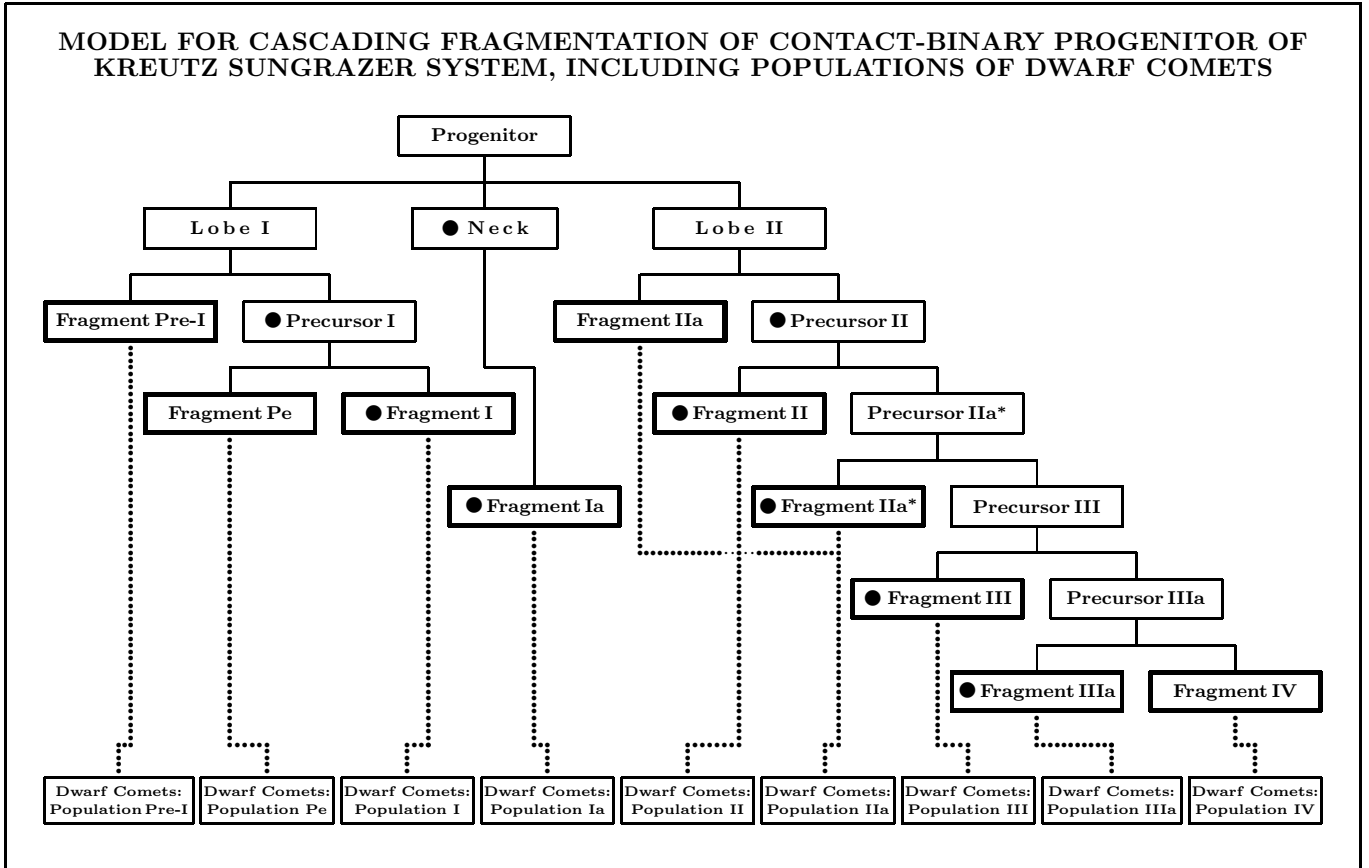 MODEL FOR CASCADING FRAGMENTATION OF CONTACT-BINARY PROGENITOR OF
KREUTZ SUNGRAZER SYSTEM, INCLUDING POPULATIONS OF DWARF COMETS
Progenitor
Lobe I
● Neck
Lobe II
Fragment Pre-I
● Precursor I
Fragment IIa
● Precursor II
Fragment Pe
● Fragment I
● Fragment II
Precursor IIa*
● Fragment Ia
● Fragment IIa*
Precursor III
● Fragment III
Precursor IIIa
● Fragment IIIa
Fragment IV
Dwarf Comets:
Population Pre-I
Dwarf Comets:
Population Pe
Dwarf Comets:
Population I
Dwarf Comets:
Population Ia
Dwarf Comets:
Population II
Dwarf Comets:
Population IIa
Dwarf Comets:
Population III
Dwarf Comets:
Population IIIa
Dwarf Comets:
Population IV